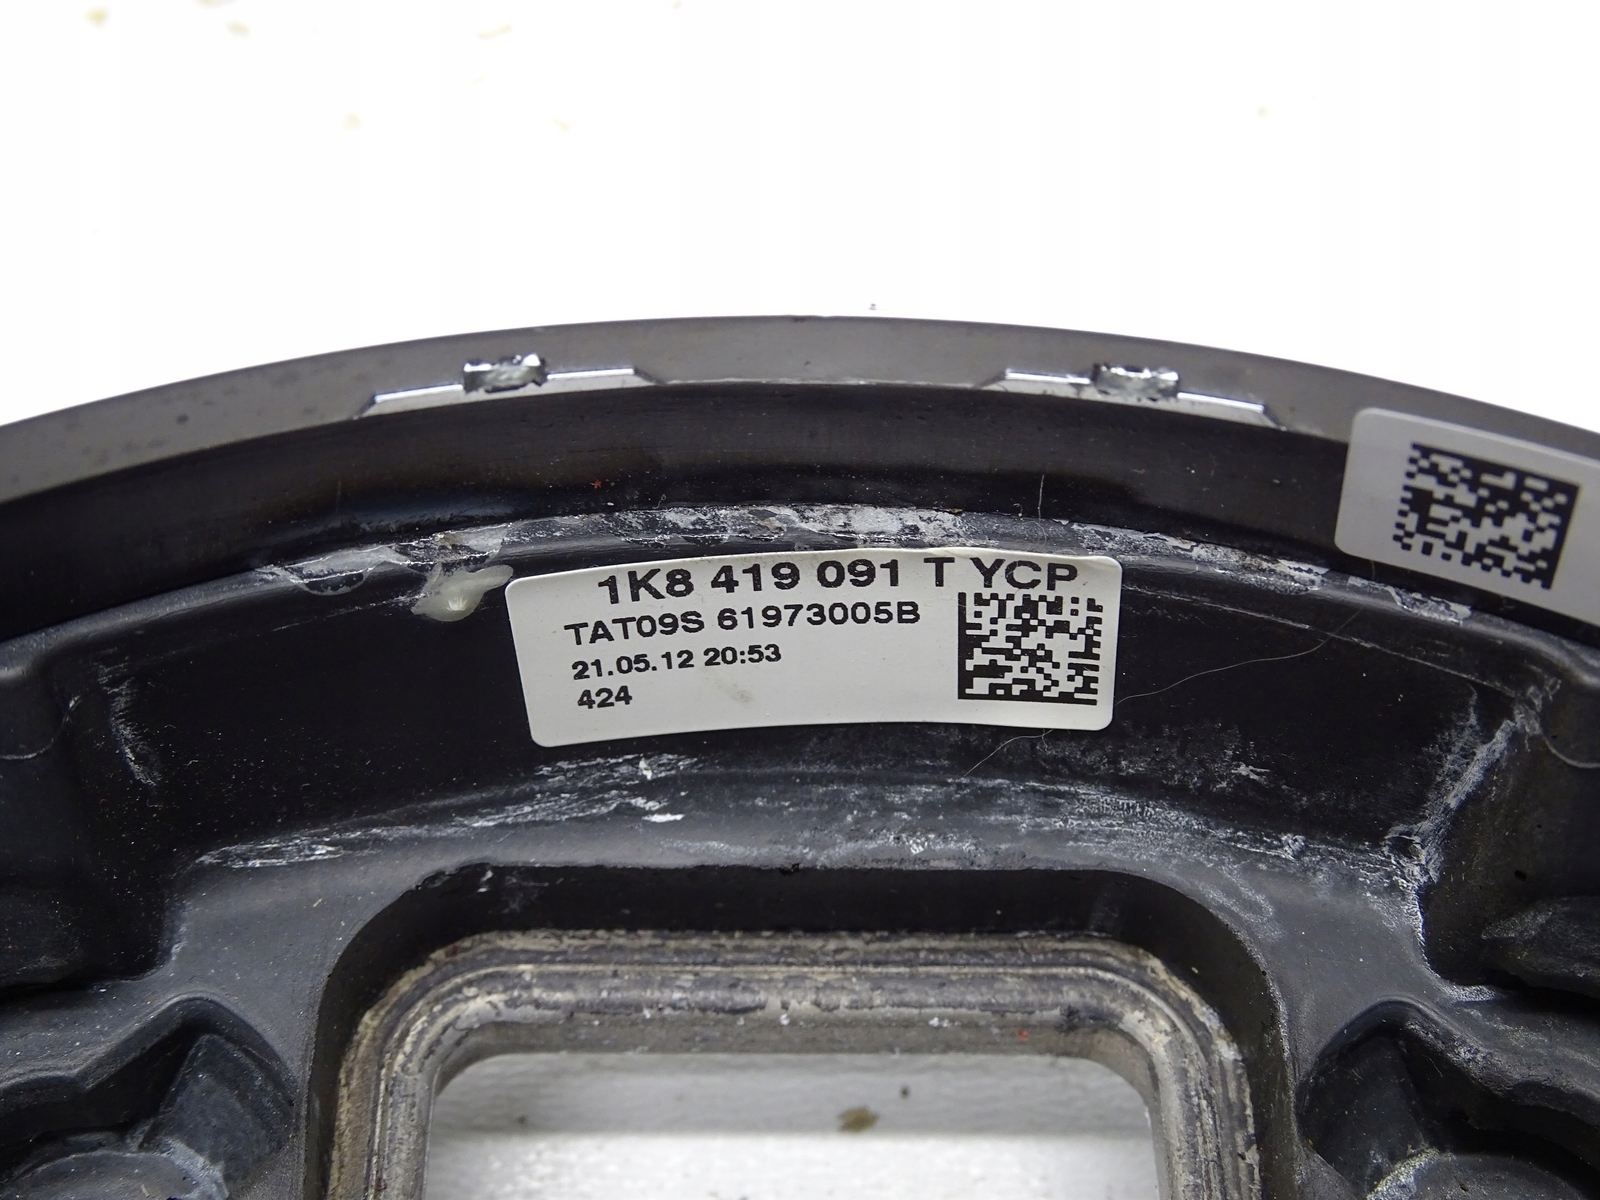 1K8 419 091 T YCP
TAT09S 61973005B
21.05.12 20:53
424